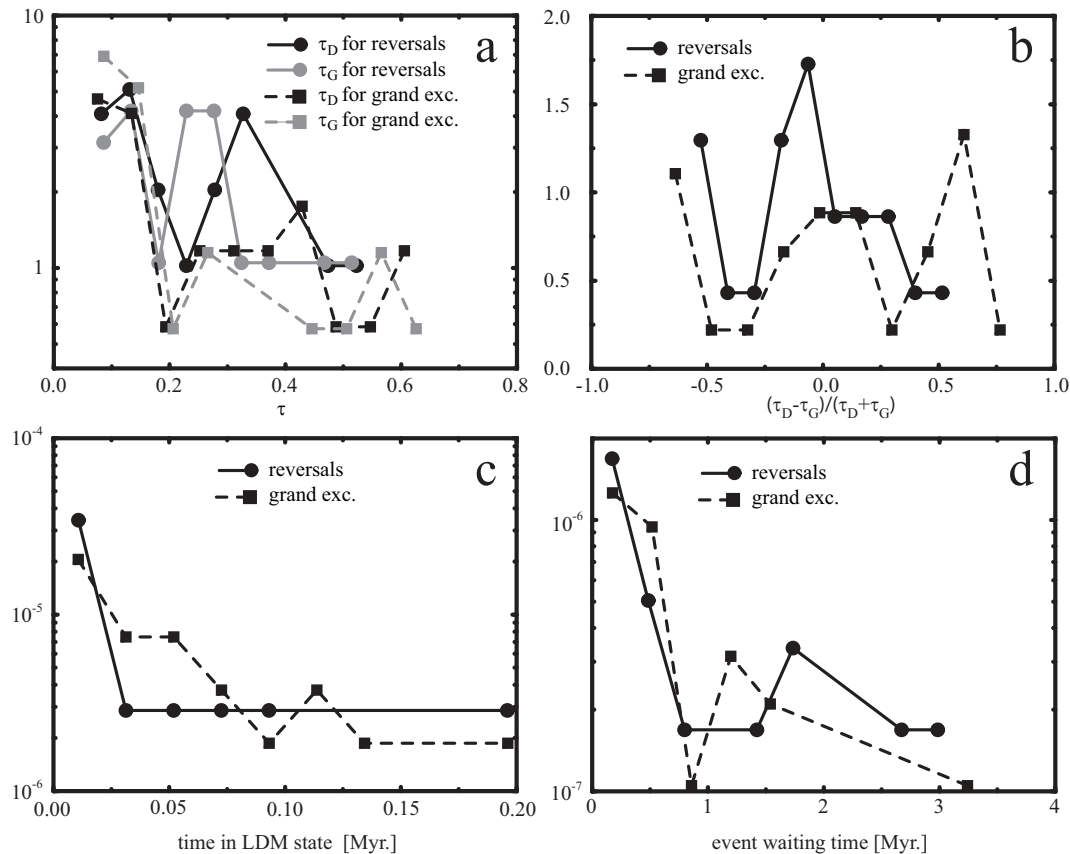 10
1
0.0 0.2 0.4 0.6 0.8
τ
a
τD for reversals
τG for reversals
τD for grand exc.
τG for grand exc.
2.0
1.5
1.0
0.5
0.0
-1.0 -0.5 0.0 0.5 1.0
(τD-τG)/(τD+τG)
b
reversals
grand exc.
10-4
10-5
10-6
0.00 0.05 0.10 0.15 0.20
time in LDM state [Myr.]
c
reversals
grand exc.
10-6
10-7
0 1 2 3 4
event waiting time [Myr.]
d
reversals
grand exc.